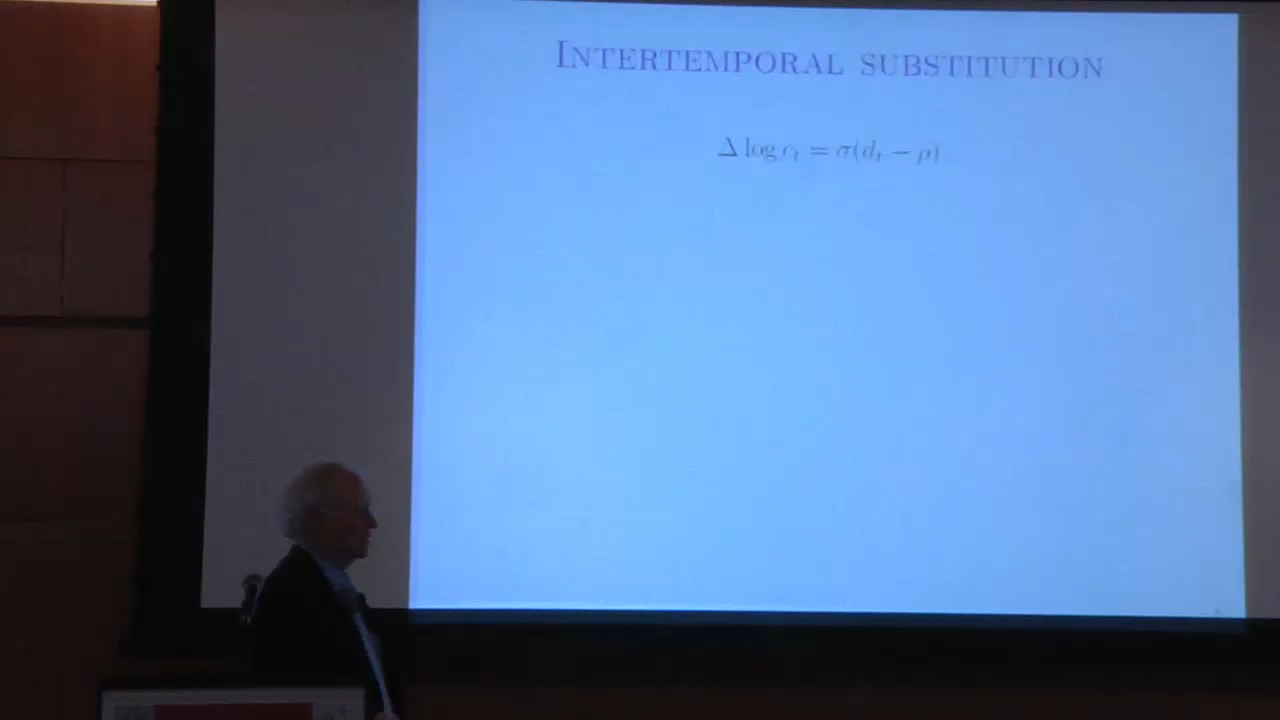 INTERTEMPORAL SUBSTITUTION
Δ log c_t = σ(d_t − ρ)